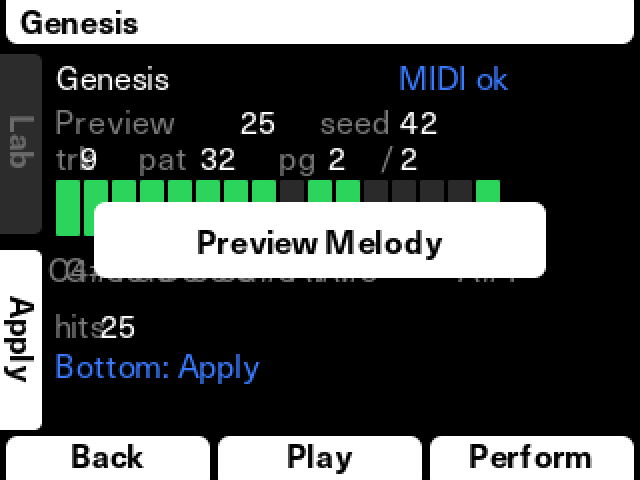 Genesis
Genesis MIDI ok
Lab
Preview 25 seed 42
trk 9 pat 32 pg 2 / 2
Preview Melody
Apply
hits 25
Bottom: Apply
Back Play Perform